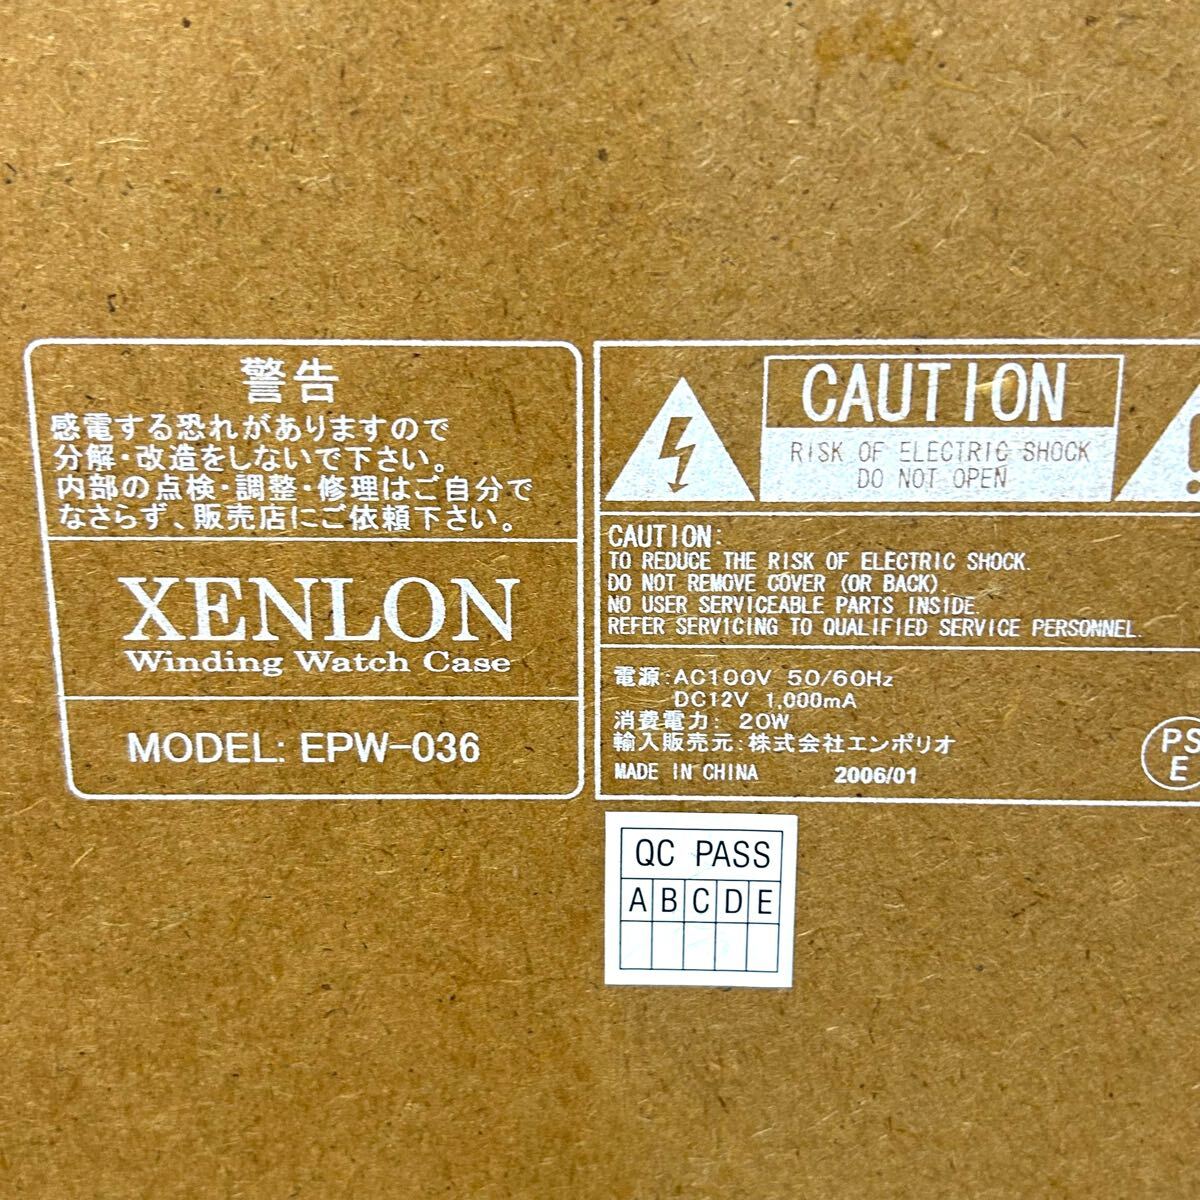 警告
感電する恐れがありますので
分解・改造をしないで下さい。
内部の点検・調整・修理はご自分で
なさらず、販売店にご依頼下さい。
XENLON
Winding Watch Case
MODEL: EPW-036
CAUTION
RISK OF ELECTRIC SHOCK
DO NOT OPEN
CAUTION:
TO REDUCE THE RISK OF ELECTRIC SHOCK.
DO NOT REMOVE COVER (OR BACK).
NO USER SERVICEABLE PARTS INSIDE.
REFER SERVICING TO QUALIFIED SERVICE PERSONNEL.
電源:AC100V 50/60Hz
DC12V 1,000mA
消費電力: 20W
輸入販売元:株式会社エンポリオ
MADE IN CHINA 2006/01
PS
E
QC PASS
A B C D E